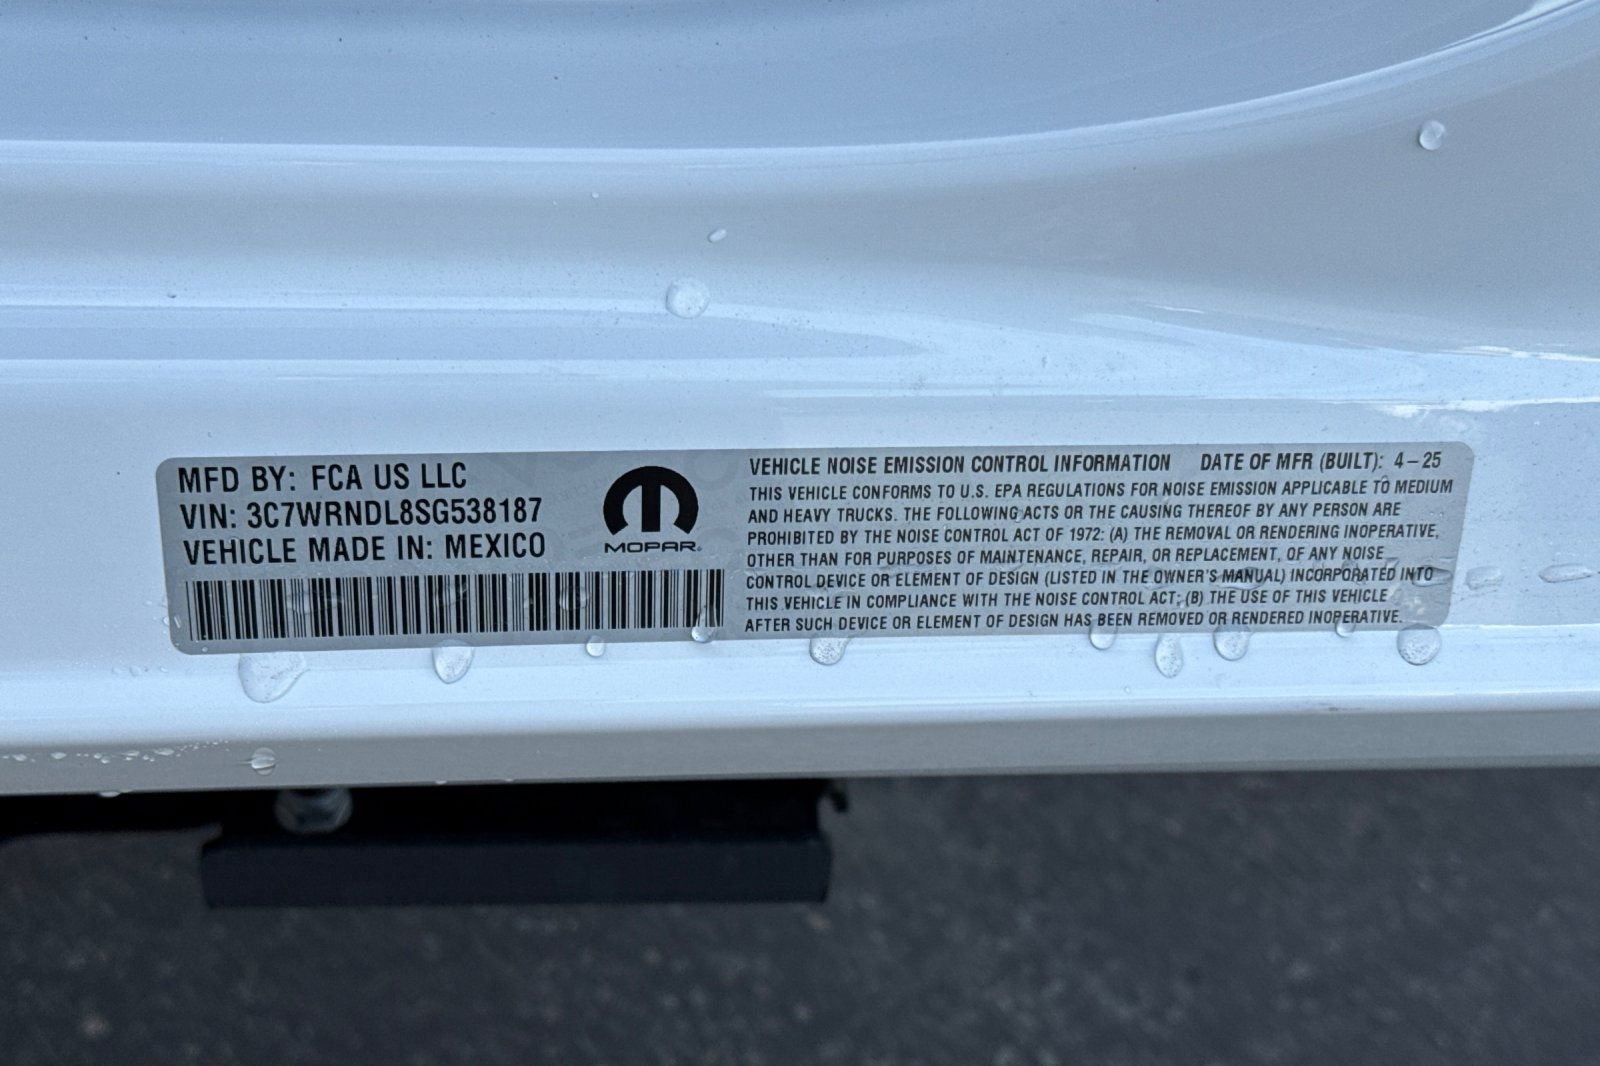 MFD BY: FCA US LLC
VIN: 3C7WRNDL8SG538187
VEHICLE MADE IN: MEXICO
MOPAR®
VEHICLE NOISE EMISSION CONTROL INFORMATION DATE OF MFR (BUILT): 4-25
THIS VEHICLE CONFORMS TO U.S. EPA REGULATIONS FOR NOISE EMISSION APPLICABLE TO MEDIUM
AND HEAVY TRUCKS. THE FOLLOWING ACTS OR THE CAUSING THEREOF BY ANY PERSON ARE
PROHIBITED BY THE NOISE CONTROL ACT OF 1972: (A) THE REMOVAL OR RENDERING INOPERATIVE,
OTHER THAN FOR PURPOSES OF MAINTENANCE, REPAIR, OR REPLACEMENT, OF ANY NOISE
CONTROL DEVICE OR ELEMENT OF DESIGN (LISTED IN THE OWNER'S MANUAL) INCORPORATED INTO
THIS VEHICLE IN COMPLIANCE WITH THE NOISE CONTROL ACT; (B) THE USE OF THIS VEHICLE
AFTER SUCH DEVICE OR ELEMENT OF DESIGN HAS BEEN REMOVED OR RENDERED INOPERATIVE.